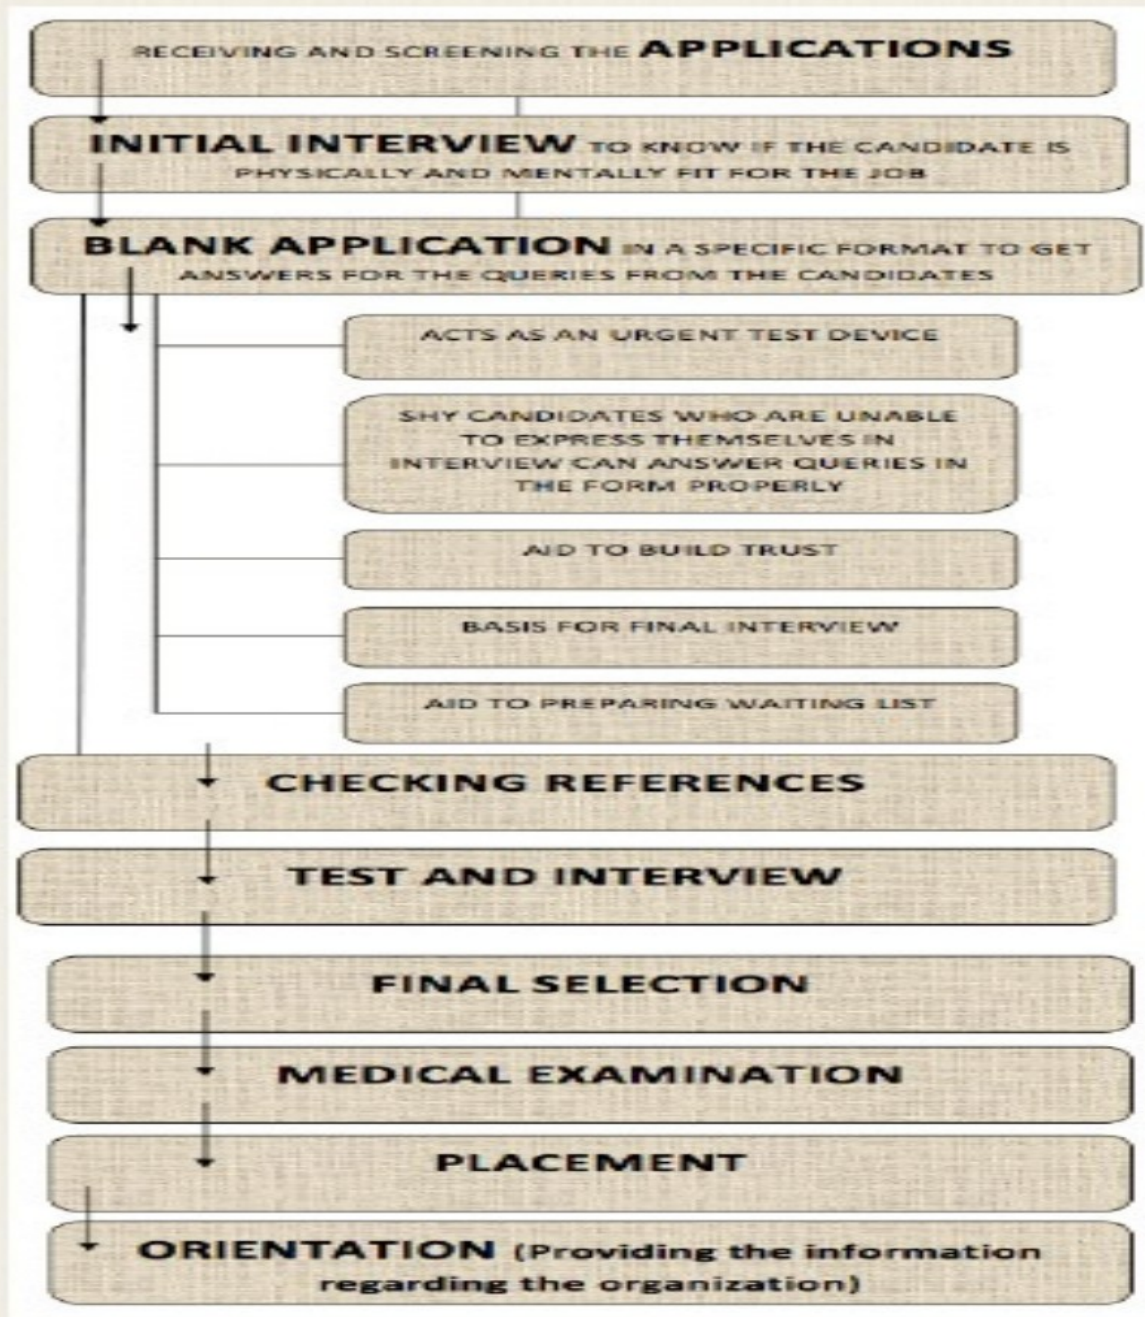 RECEIVING AND SCREENING THE APPLICATIONS
INITIAL INTERVIEW TO KNOW IF THE CANDIDATE IS
PHYSICALLY AND MENTALLY FIT FOR THE JOB
BLANK APPLICATION IN A SPECIFIC FORMAT TO GET
ANSWERS FOR THE QUERIES FROM THE CANDIDATES
ACTS AS AN URGENT TEST DEVICE
SHY CANDIDATES WHO ARE UNABLE
TO EXPRESS THEMSELVES IN
INTERVIEW CAN ANSWER QUERIES IN
THE FORM PROPERLY
AID TO BUILD TRUST
BASIS FOR FINAL INTERVIEW
AID TO PREPARING WAITING LIST
CHECKING REFERENCES
TEST AND INTERVIEW
FINAL SELECTION
MEDICAL EXAMINATION
PLACEMENT
ORIENTATION (Providing the information
regarding the organization)